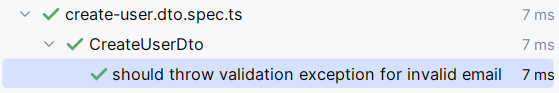 create-user.dto.spec.ts 7 ms
CreateUserDto 7 ms
should throw validation exception for invalid email 7 ms